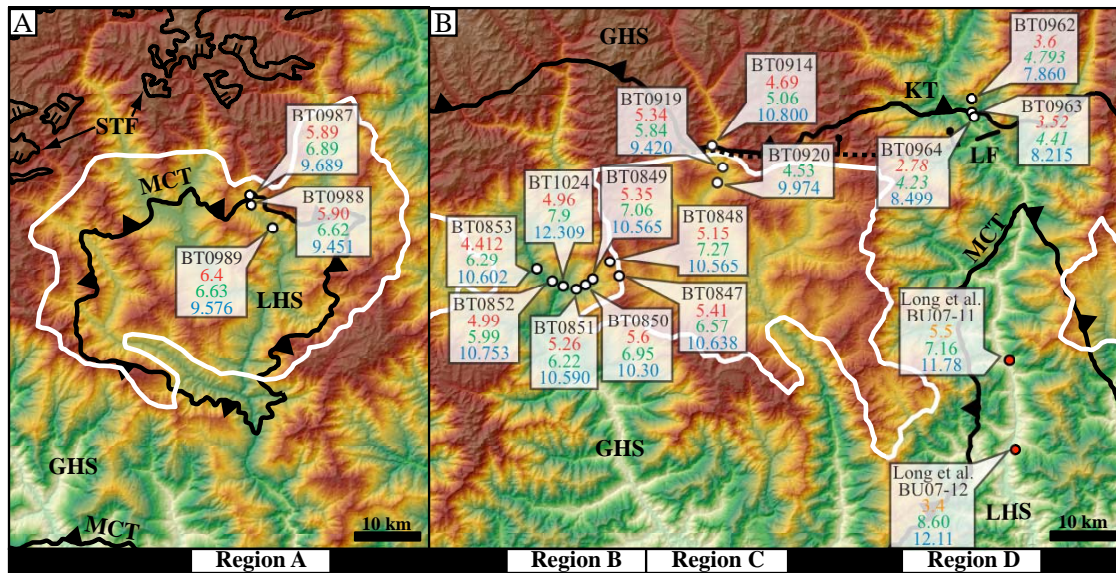 A
STF
BT0987
5.89
6.89
9.689
MCT
BT0988
5.90
6.62
9.451
BT0989
6.4
6.63
9.576
LHS
GHS
MCT
10 km
Region A
B
GHS
BT0914
4.69
5.06
10.800
BT0919
5.34
5.84
9.420
BT0920
4.53
9.974
KT
BT0962
3.6
4.793
7.860
BT0963
3.52
4.41
8.215
BT0964
2.78
4.23
8.499
LF
BT1024
4.96
7.9
12.309
BT0849
5.35
7.06
10.565
BT0848
5.15
7.27
10.565
BT0853
4.412
6.29
10.602
BT0852
4.99
5.99
10.753
BT0851
5.26
6.22
10.590
BT0850
5.6
6.95
10.30
BT0847
5.41
6.57
10.638
MCT
Long et al.
BU07-11
5.5
7.16
11.78
GHS
Long et al.
BU07-12
3.4
8.60
12.11
LHS
10 km
Region B
Region C
Region D